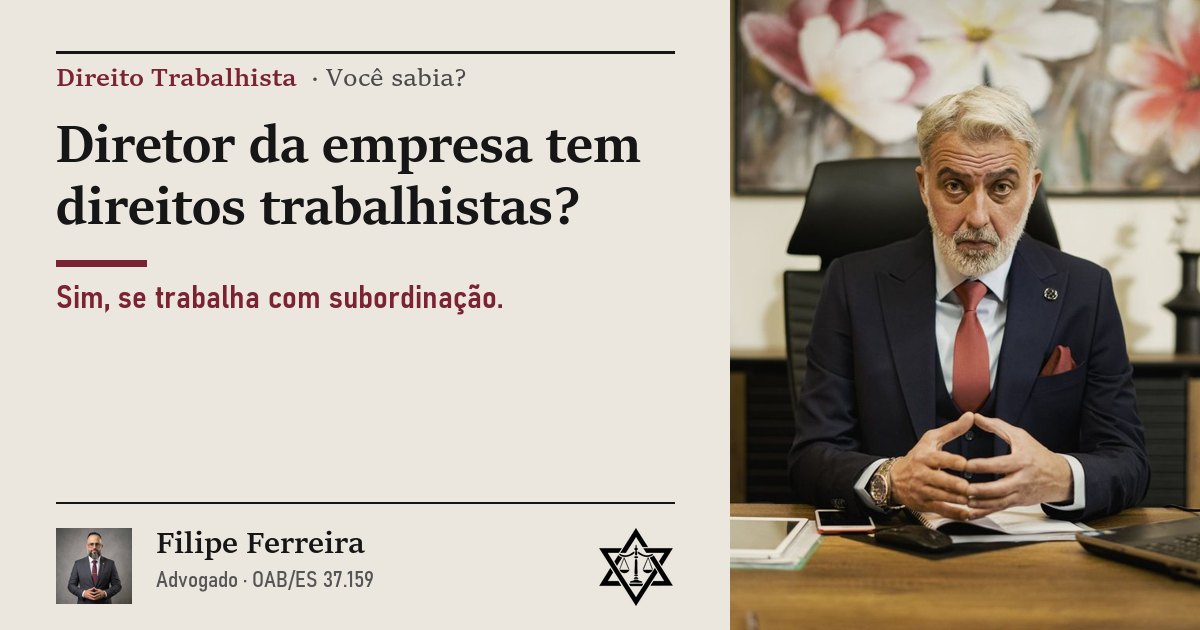 Direito Trabalhista · Você sabia?
Diretor da empresa tem
direitos trabalhistas?
Sim, se trabalha com subordinação.
Filipe Ferreira
Advogado · OAB/ES 37.159